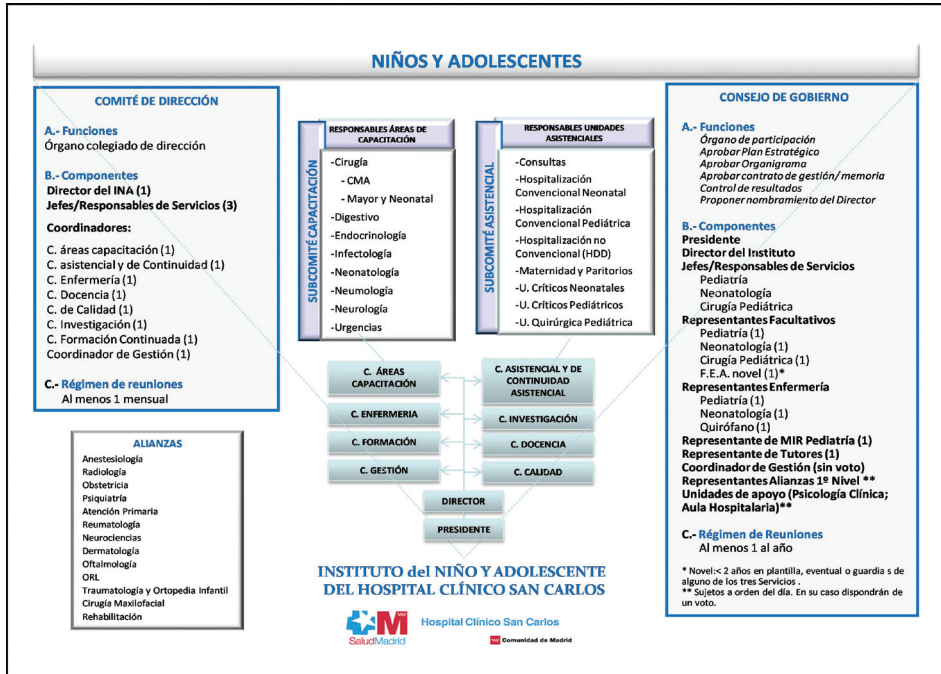 NIÑOS Y ADOLESCENTES
COMITÉ DE DIRECCIÓN
A.- Funciones
Órgano colegiado de dirección
B.- Componentes
Director del INA (1)
Jefes/Responsables de Servicios (3)
Coordinadores:
C. áreas capacitación (1)
C. asistencial y de Continuidad (1)
C. Enfermería (1)
C. Docencia (1)
C. de Calidad (1)
C. Investigación (1)
C. Formación Continuada (1)
Coordinador de Gestión (1)
C.- Régimen de reuniones
Al menos 1 mensual
ALIANZAS
Anestesiología
Radiología
Obstetricia
Psiquiatría
Atención Primaria
Reumatología
Neurociencias
Dermatología
Oftalmología
ORL
Traumatología y Ortopedia Infantil
Cirugía Maxilofacial
Rehabilitación
SUBCOMITÉ CAPACITACIÓN
RESPONSABLES ÁREAS DE
CAPACITACIÓN
-Cirugía
- CMA
- Mayor y Neonatal
-Digestivo
-Endocrinología
-Infectología
-Neonatología
-Neumología
-Neurología
-Urgencias
SUBCOMITÉ ASISTENCIAL
RESPONSABLES UNIDADES
ASISTENCIALES
-Consultas
-Hospitalización
Convencional Neonatal
-Hospitalización
Convencional Pediátrica
-Hospitalización no
Convencional (HDD)
-Maternidad y Paritorios
-U. Críticos Neonatales
-U. Críticos Pediátricos
-U. Quirúrgica Pediátrica
C. ÁREAS
CAPACITACIÓN
C. ASISTENCIAL Y DE
CONTINUIDAD
ASISTENCIAL
C. ENFERMERIA
C. INVESTIGACIÓN
C. FORMACIÓN
C. DOCENCIA
C. GESTIÓN
C. CALIDAD
DIRECTOR
PRESIDENTE
INSTITUTO del NIÑO Y ADOLESCENTE
DEL HOSPITAL CLÍNICO SAN CARLOS
M
SaludMadrid
Hospital Clínico San Carlos
Comunidad de Madrid
CONSEJO DE GOBIERNO
A.- Funciones
Órgano de participación
Aprobar Plan Estratégico
Aprobar Organigrama
Aprobar contrato de gestión/ memoria
Control de resultados
Proponer nombramiento del Director
B.- Componentes
Presidente
Director del Instituto
Jefes/Responsables de Servicios
Pediatría
Neonatología
Cirugía Pediátrica
Representantes Facultativos
Pediatría (1)
Neonatología (1)
Cirugía Pediátrica (1)
F.E.A. novel (1)*
Representantes Enfermería
Pediatría (1)
Neonatología (1)
Quirófano (1)
Representante de MIR Pediatría (1)
Representante de Tutores (1)
Coordinador de Gestión (sin voto)
Representantes Alianzas 1º Nivel **
Unidades de apoyo (Psicología Clínica;
Aula Hospitalaria)**
C.- Régimen de Reuniones
Al menos 1 al año
* Novel:< 2 años en plantilla, eventual o guardia s de
alguno de los tres Servicios .
** Sujetos a orden del día. En su caso dispondrán de
un voto.